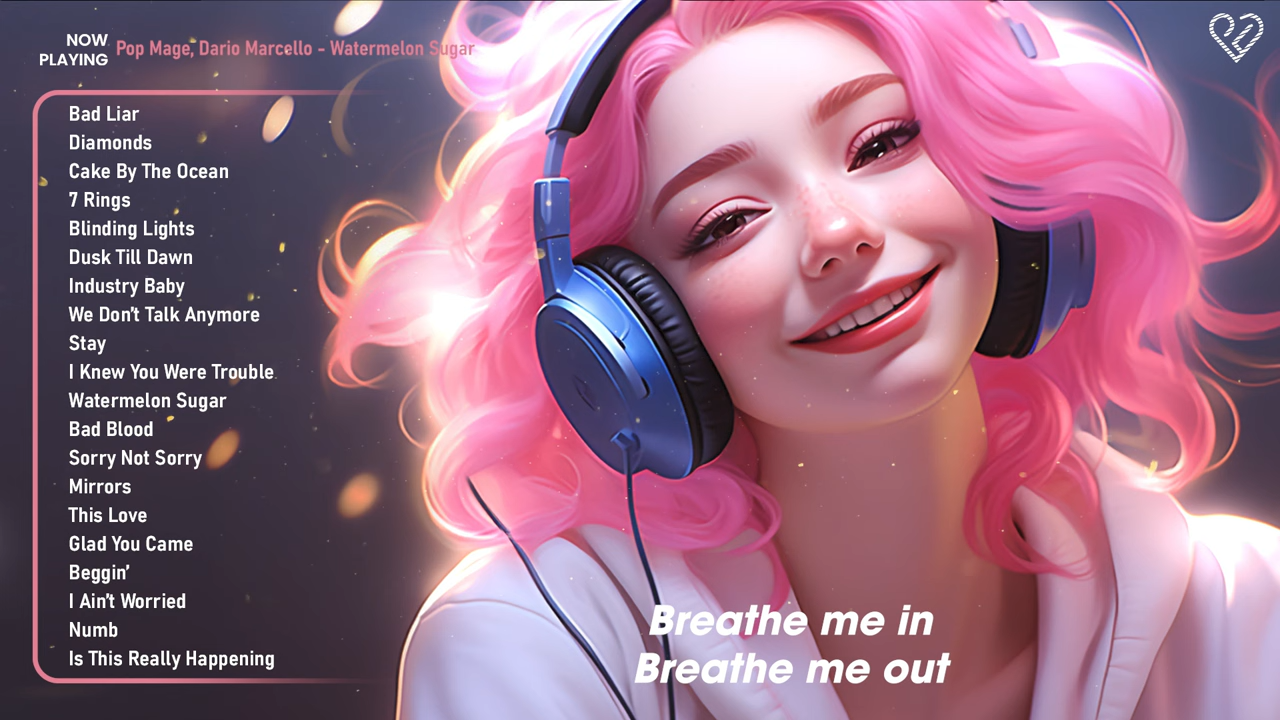 NOW
PLAYING
Pop Mage, Dario Marcello - Watermelon Sugar
Bad Liar
Diamonds
Cake By The Ocean
7 Rings
Blinding Lights
Dusk Till Dawn
Industry Baby
We Don't Talk Anymore
Stay
I Knew You Were Trouble
Watermelon Sugar
Bad Blood
Sorry Not Sorry
Mirrors
This Love
Glad You Came
Beggin'
I Ain't Worried
Numb
Is This Really Happening
Breathe me in
Breathe me out